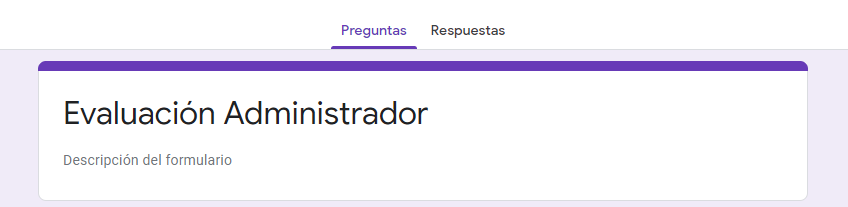 Preguntas Respuestas
Evaluación Administrador
Descripción del formulario